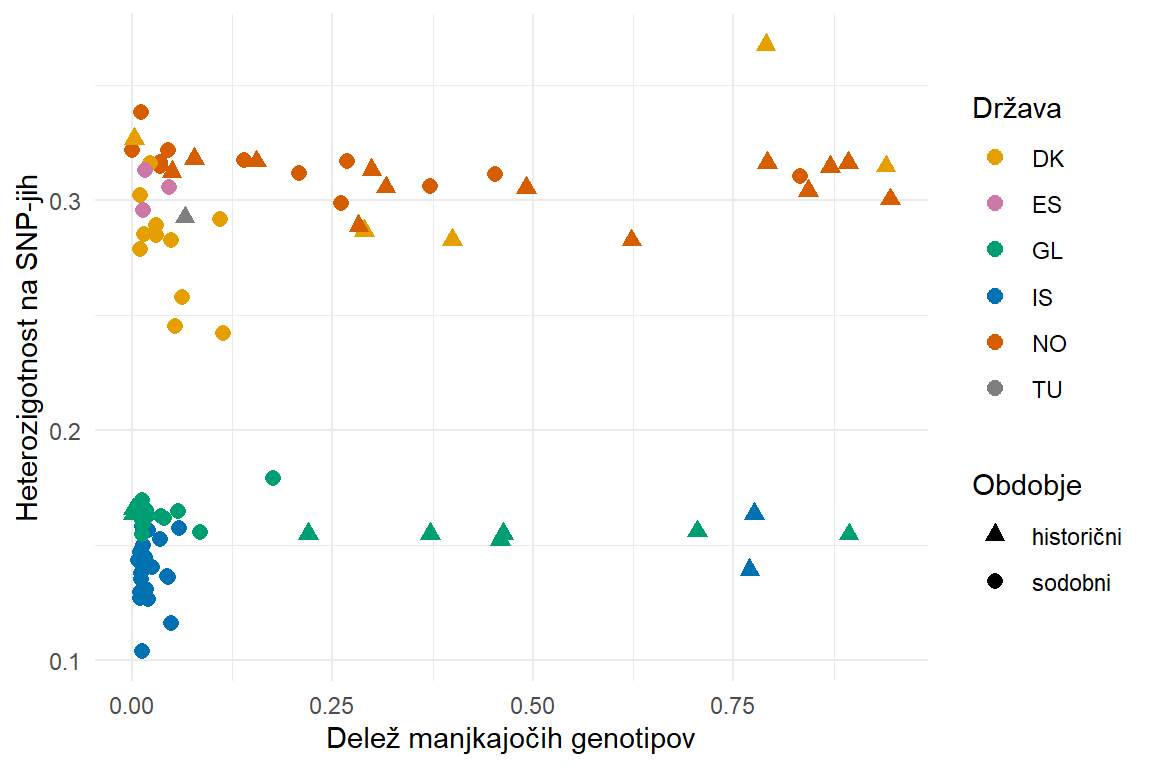 Heterozigotnost na SNP-jih
0.3
0.2
0.1
0.00 0.25 0.50 0.75
Delež manjkajočih genotipov
Država
DK
ES
GL
IS
NO
TU
Obdobje
historični
sodobni